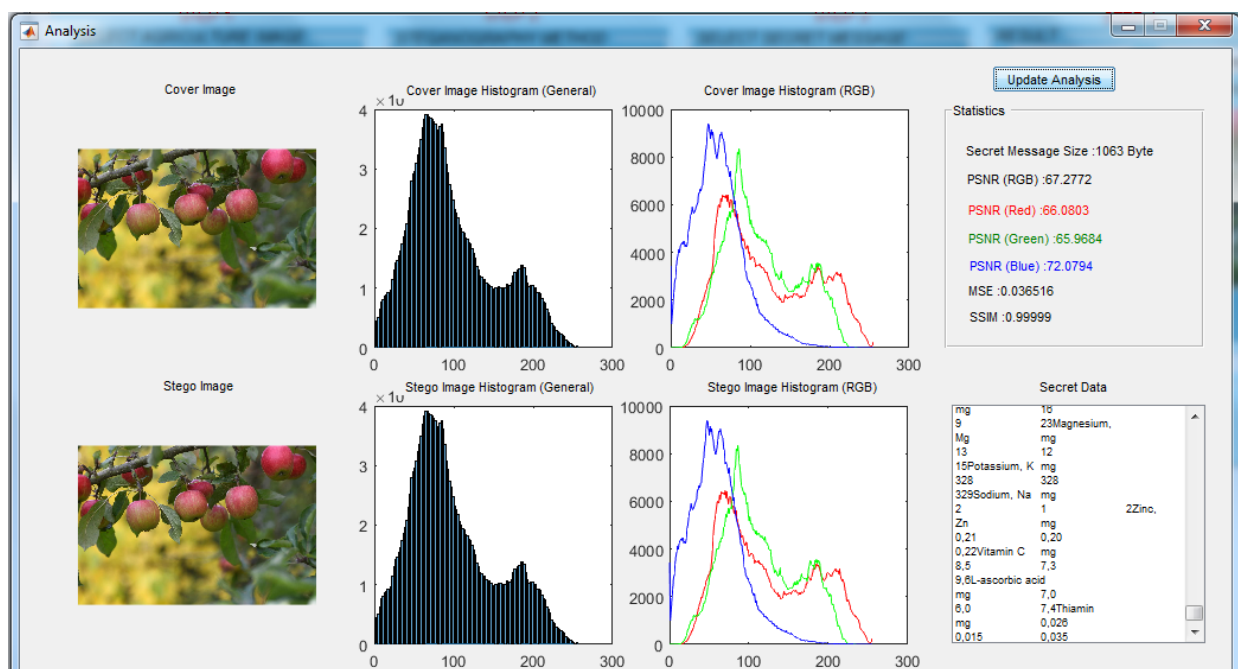 Analysis
Update Analysis
Cover Image
Cover Image Histogram (General)
Cover Image Histogram (RGB)
4
3
2
1
0
0 100 200 300
10000
8000
6000
4000
2000
0
0 100 200 300
Statistics
Secret Message Size :1063 Byte
PSNR (RGB) :67.2772
PSNR (Red) :66.0803
PSNR (Green) :65.9684
PSNR (Blue) :72.0794
MSE :0.036516
SSIM :0.99999
Stego Image
Stego Image Histogram (General)
Stego Image Histogram (RGB)
4
3
2
1
0
0 100 200 300
10000
8000
6000
4000
2000
0
0 100 200 300
Secret Data
mg 16
9 23Magnesium,
Mg mg
13 12
15Potassium, K mg
328 328
329Sodium, Na mg
2 1 2Zinc,
Zn mg
0,21 0,20
0,22Vitamin C mg
8,5 7,3
9,6L-ascorbic acid
mg 7,0
6,0 7,4Thiamin
mg 0,026
0,015 0,035